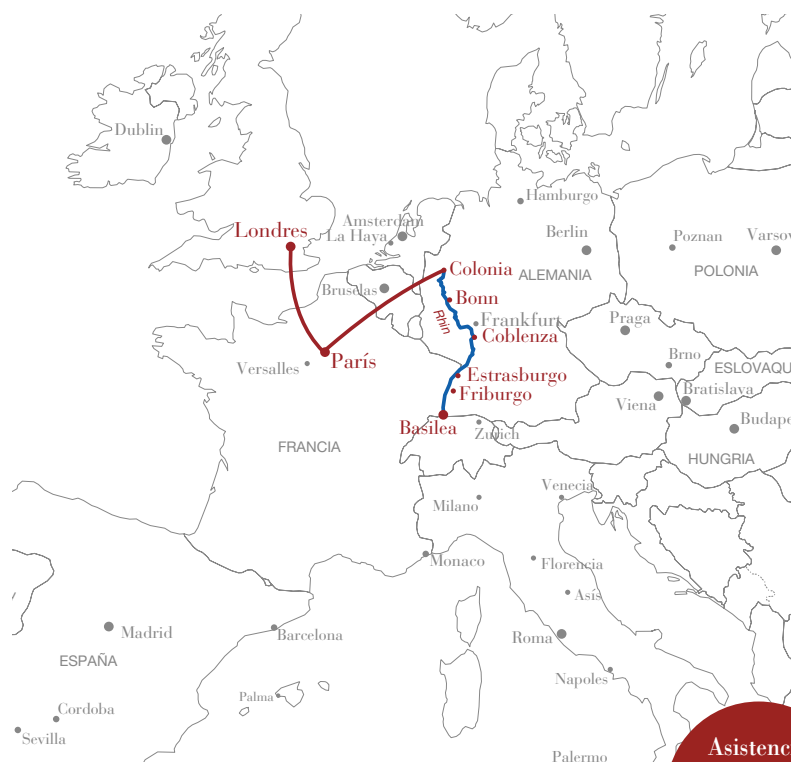 Dublin
Hamburgo
Amsterdam
Londres
La Haya
Berlin
Poznan
Varsov
Colonia
ALEMANIA
POLONIA
Bruselas
Bonn
Rhin
Frankfurt
Praga
Coblenza
París
Versalles
Brno
ESLOVAQU
Estrasburgo
Bratislava
Friburgo
Viena
Budape
Basilea
Zurich
FRANCIA
HUNGRIA
Milano
Venecia
Monaco
Florencia
Asís
Madrid
Barcelona
Roma
ESPAÑA
Napoles
Palma
Cordoba
Sevilla
Palermo
Asistenci